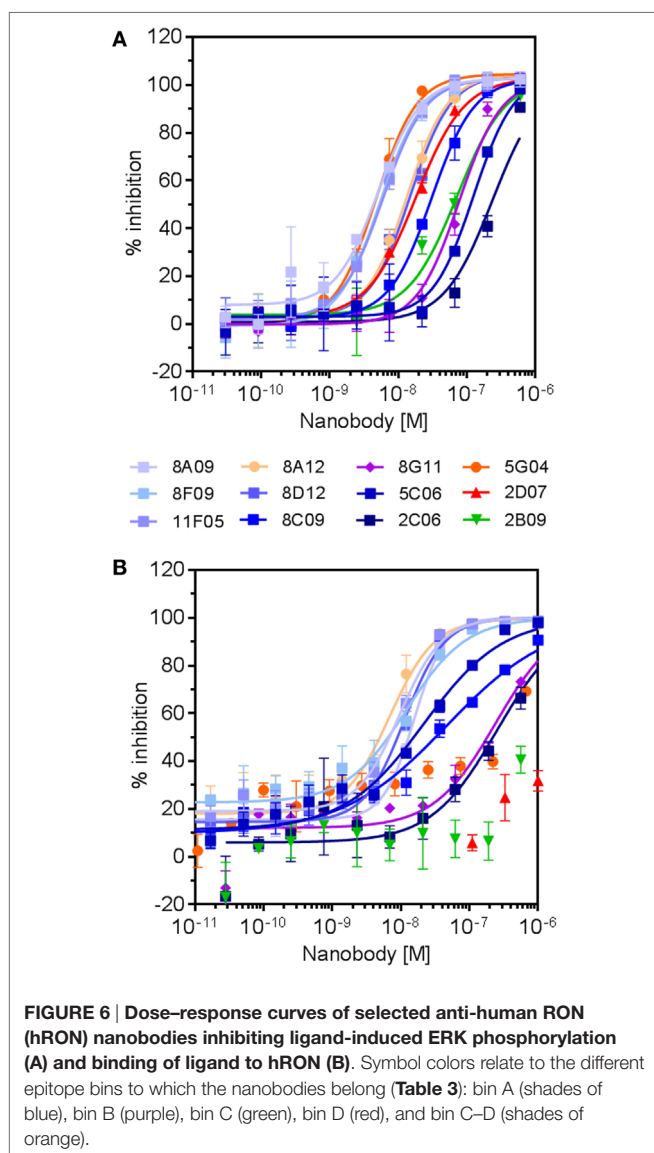 A
120
100
80
60
40
20
0
-20
% inhibition
10⁻¹¹ 10⁻¹⁰ 10⁻⁹ 10⁻⁸ 10⁻⁷ 10⁻⁶
Nanobody [M]
8A09 8A12 8G11 5G04
8F09 8D12 5C06 2D07
11F05 8C09 2C06 2B09
B
120
100
80
60
40
20
0
-20
% inhibition
10⁻¹¹ 10⁻¹⁰ 10⁻⁹ 10⁻⁸ 10⁻⁷ 10⁻⁶
Nanobody [M]
FIGURE 6 | Dose–response curves of selected anti-human RON
(hRON) nanobodies inhibiting ligand-induced ERK phosphorylation
(A) and binding of ligand to hRON (B). Symbol colors relate to the different
epitope bins to which the nanobodies belong (Table 3): bin A (shades of
blue), bin B (purple), bin C (green), bin D (red), and bin C–D (shades of
orange).